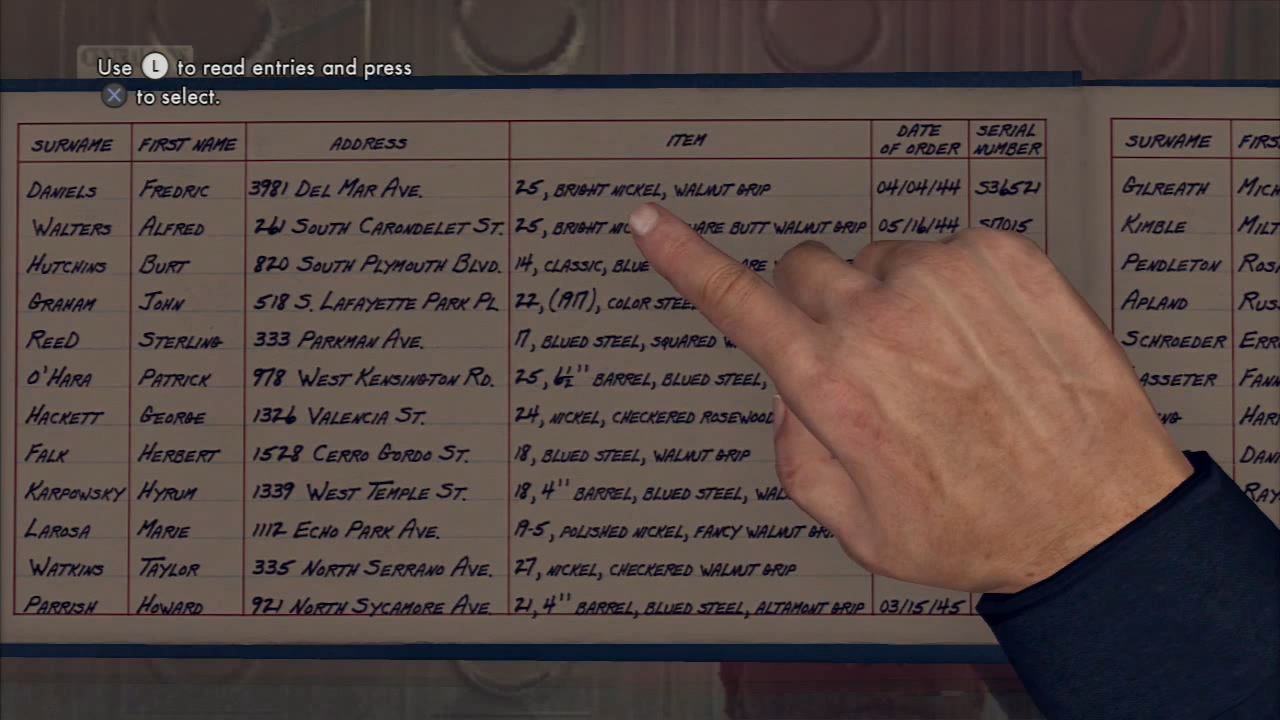 Use L to read entries and press
X to select.
SURNAME FIRST NAME ADDRESS ITEM DATE OF ORDER SERIAL NUMBER
DANIELS FREDRIC 3981 DEL MAR AVE. 25, BRIGHT NICKEL, WALNUT GRIP 04/04/44 S36521
WALTERS ALFRED 261 SOUTH CARONDELET ST. 25, BRIGHT BUTT WALNUT GRIP 05/16/44 S17015
HUTCHINS BURT 820 SOUTH PLYMOUTH BLVD. 14, CLASSIC, BLUE
GRAHAM JOHN 518 S. LAFAYETTE PARK PL 22, (1917), COLOR STEEL
REED STERLING 333 PARKMAN AVE. 17, BLUED STEEL, SQUARED
O'HARA PATRICK 978 WEST KENSINGTON RD. 25, 6½" BARREL, BLUED STEEL,
HACKETT GEORGE 1326 VALENCIA ST. 24, NICKEL, CHECKERED ROSEWOOD
FALK HERBERT 1528 CERRO GORDO ST. 18, BLUED STEEL, WALNUT GRIP
KARPOWSKY HYRUM 1339 WEST TEMPLE ST. 18, 4" BARREL, BLUED STEEL,
LAROSA MARIE 1112 ECHO PARK AVE. 19-5, POLISHED NICKEL, FANCY WALNUT
WATKINS TAYLOR 335 NORTH SERRANO AVE. 27, NICKEL, CHECKERED WALNUT GRIP
PARRISH HOWARD 921 NORTH SYCAMORE AVE. 21, 4" BARREL, BLUED STEEL, ALTAMONT GRIP 03/15/45
SURNAME
GILREATH
KIMBLE
PENDLETON
APLAND
SCHROEDER